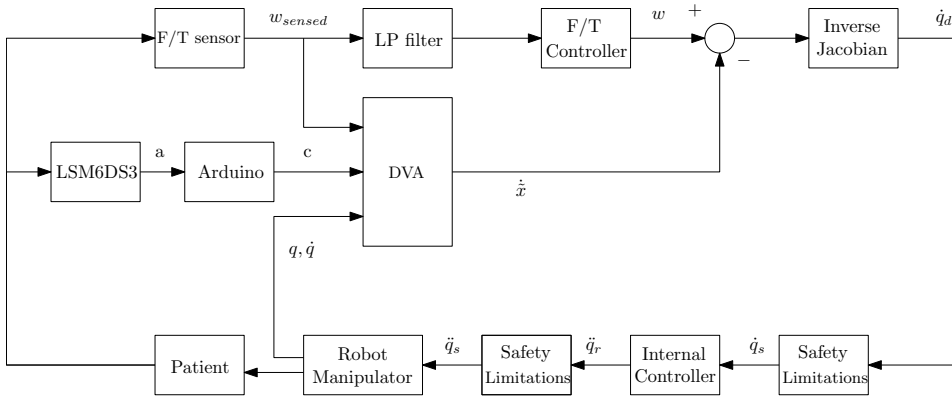 w_sensed
w
+
q̇_d
F/T sensor
LP filter
F/T
Controller
Inverse
Jacobian
−
a
c
LSM6DS3
Arduino
DVA
x̃̇
q, q̇
q̈_s
q̈_r
q̇_s
Patient
Robot
Manipulator
Safety
Limitations
Internal
Controller
Safety
Limitations